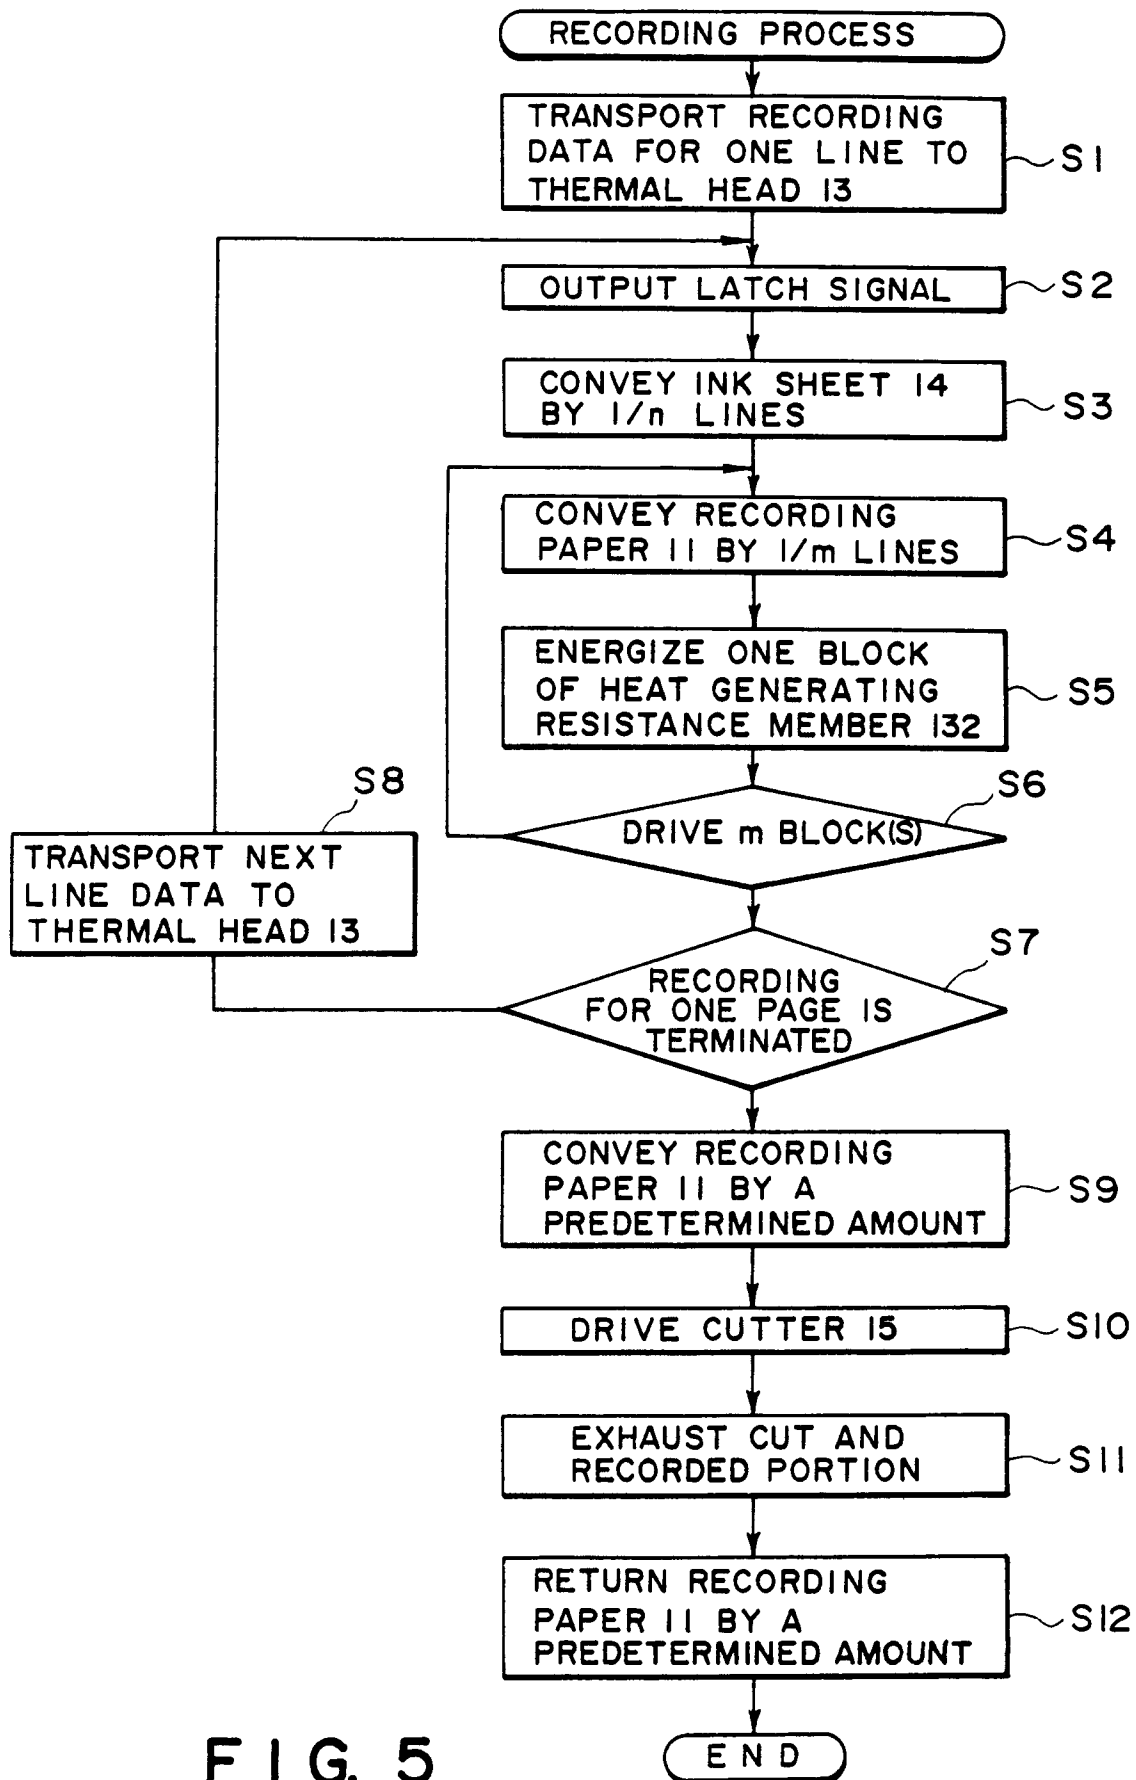 RECORDING PROCESS
TRANSPORT RECORDING
DATA FOR ONE LINE TO
THERMAL HEAD 13
S1
OUTPUT LATCH SIGNAL
S2
CONVEY INK SHEET 14
BY 1/n LINES
S3
CONVEY RECORDING
PAPER 11 BY 1/m LINES
S4
ENERGIZE ONE BLOCK
OF HEAT GENERATING
RESISTANCE MEMBER 132
S5
DRIVE m BLOCK(S)
S6
S8
TRANSPORT NEXT
LINE DATA TO
THERMAL HEAD 13
RECORDING
FOR ONE PAGE IS
TERMINATED
S7
CONVEY RECORDING
PAPER 11 BY A
PREDETERMINED AMOUNT
S9
DRIVE CUTTER 15
S10
EXHAUST CUT AND
RECORDED PORTION
S11
RETURN RECORDING
PAPER 11 BY A
PREDETERMINED AMOUNT
S12
END
FIG. 5